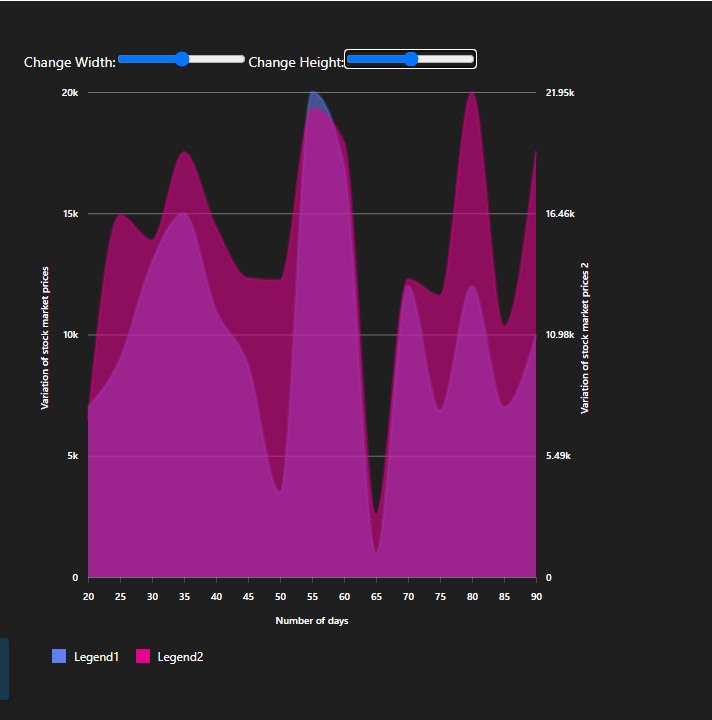 Change Width: Change Height:
20k 21.95k
15k 16.46k
Variation of stock market prices
Variation of stock market prices 2
10k 10.98k
5k 5.49k
0 0
20 25 30 35 40 45 50 55 60 65 70 75 80 85 90
Number of days
Legend1 Legend2